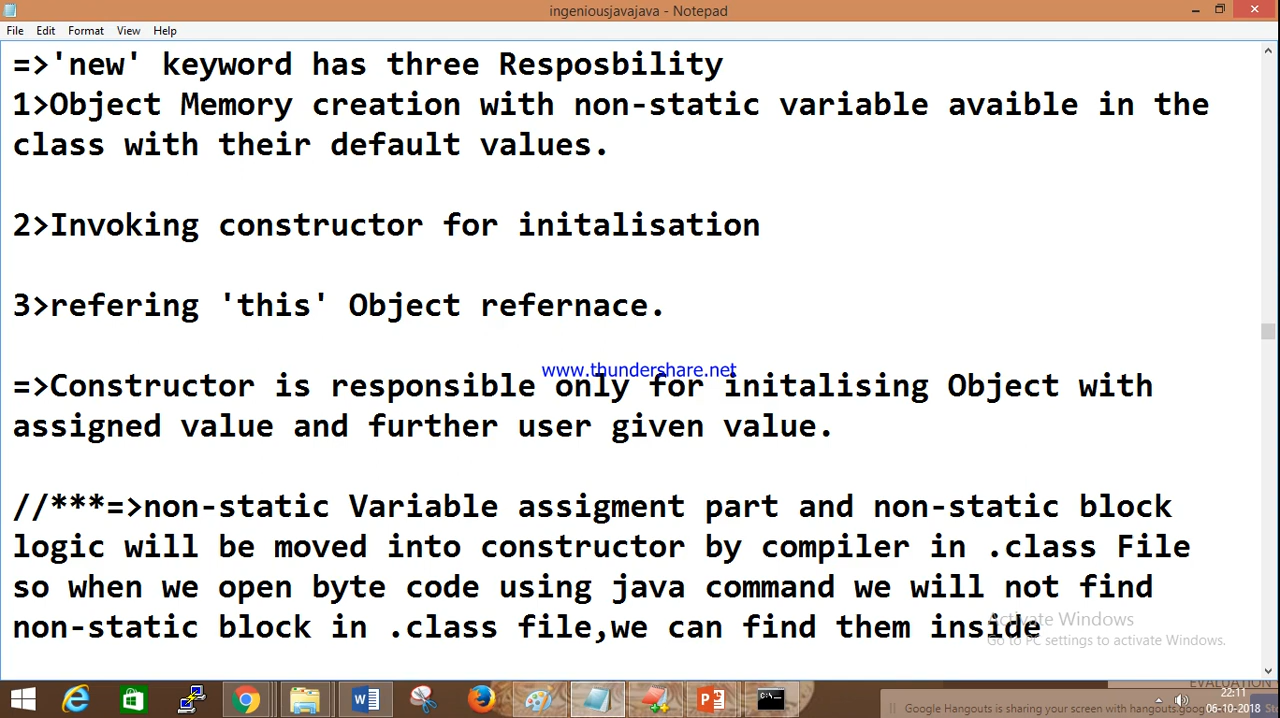 ingeniousjavajava - Notepad
File Edit Format View Help
=>'new' keyword has three Resposbility
1>Object Memory creation with non-static variable avaible in the
class with their default values.
2>Invoking constructor for initalisation
3>refering 'this' Object refernace.
www.thundershare.net
=>Constructor is responsible only for initalising Object with
assigned value and further user given value.
//***=>non-static Variable assigment part and non-static block
logic will be moved into constructor by compiler in .class File
so when we open byte code using java command we will not find
non-static block in .class file,we can find them inside
Activate Windows
Go to PC settings to activate Windows.
EVALUATION
22:11
Google Hangouts is sharing your screen with hangouts.goog
06-10-2018